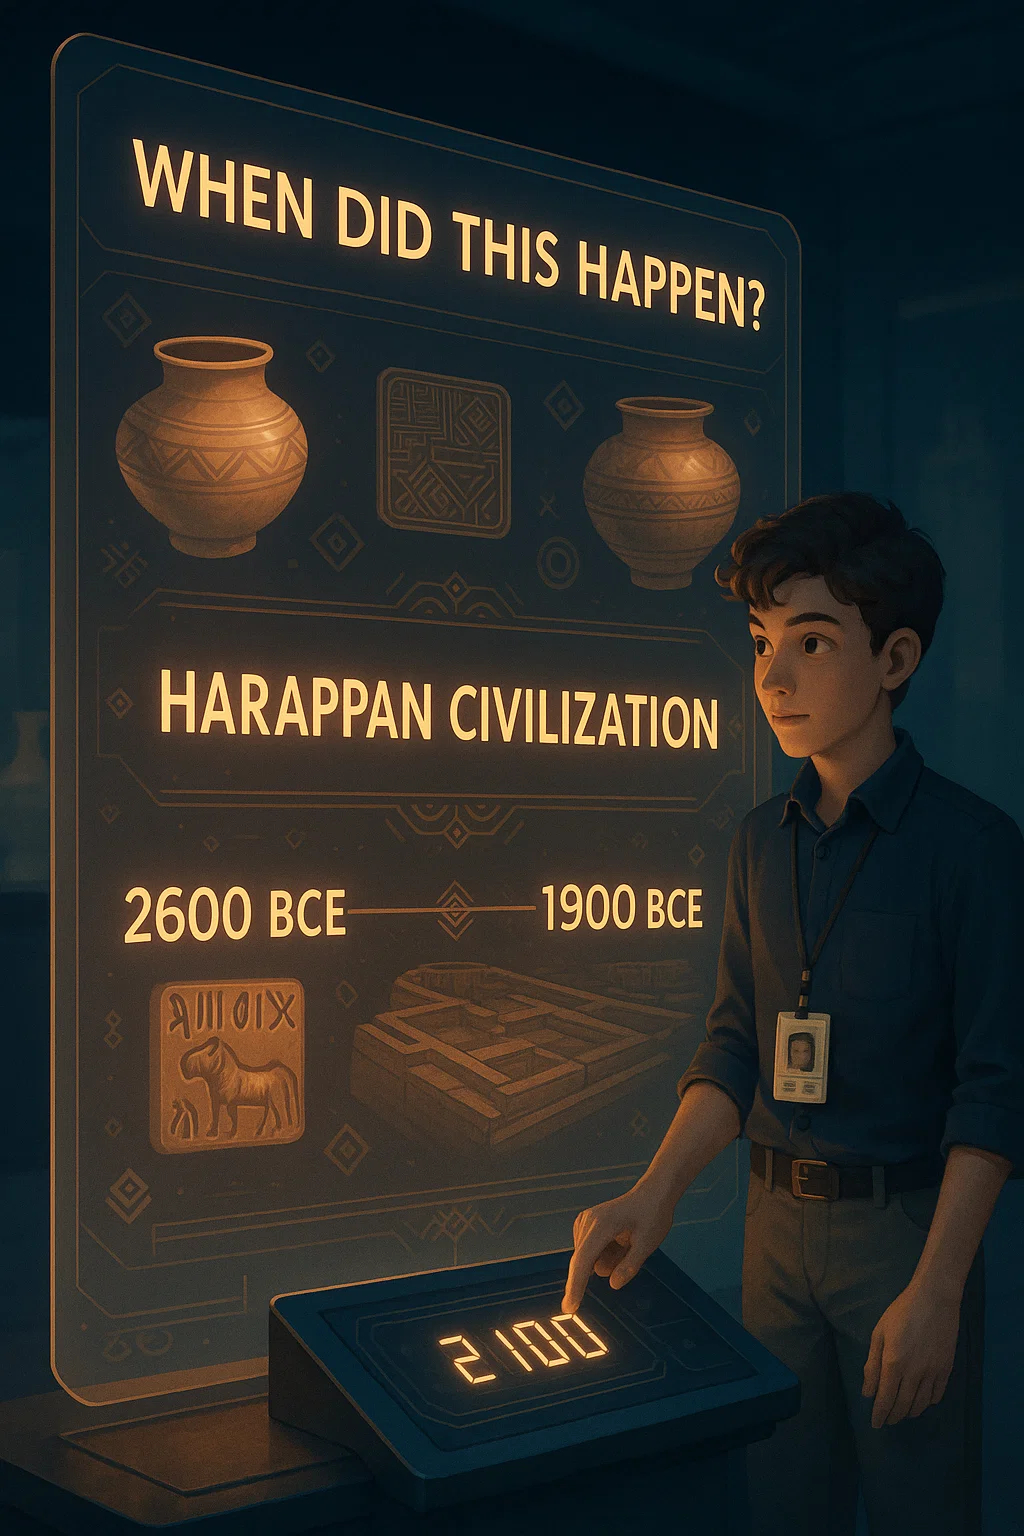 WHEN DID THIS HAPPEN?
HARAPPAN CIVILIZATION
2600 BCE
1900 BCE
2100